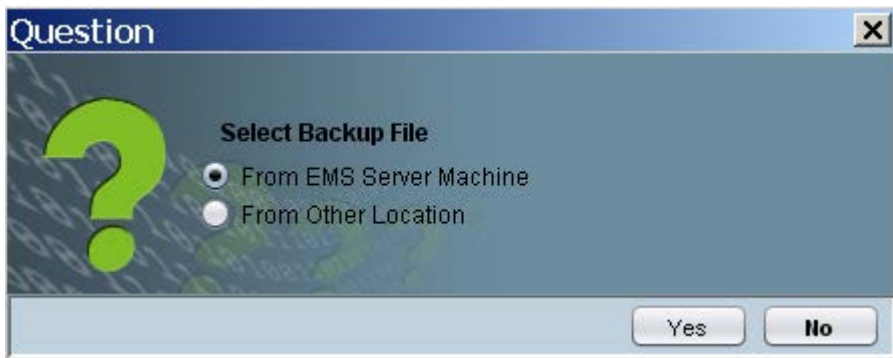 Question
Select Backup File
From EMS Server Machine
From Other Location
Yes No